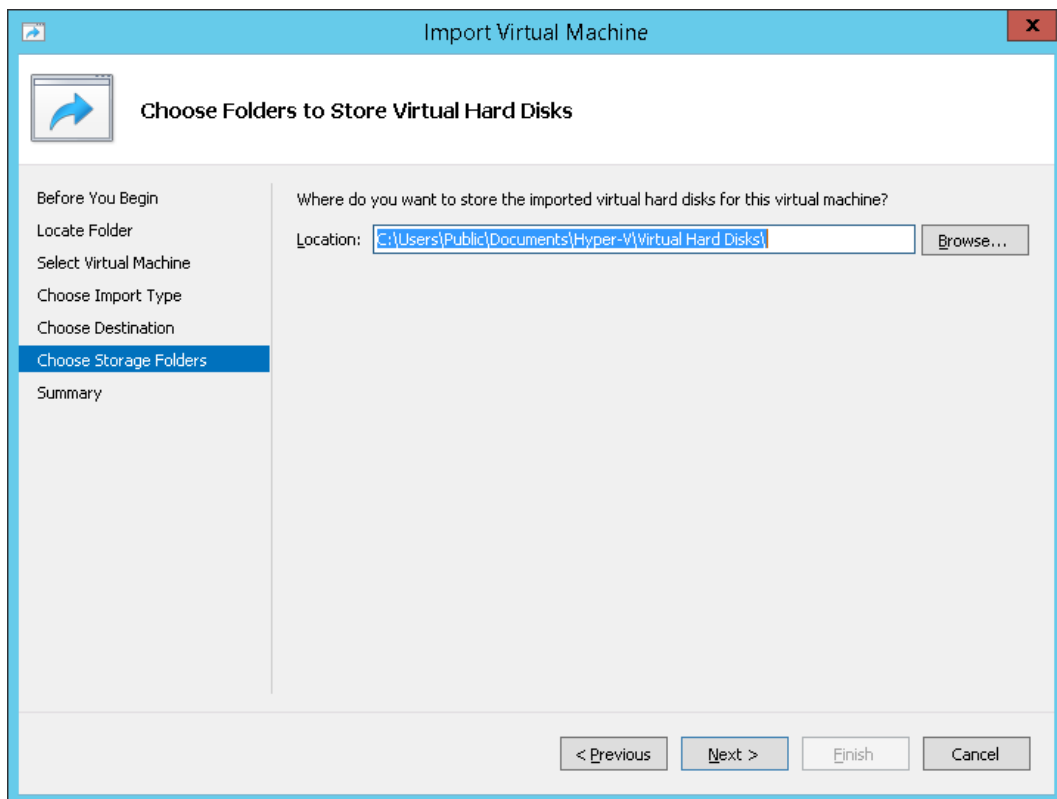 Import Virtual Machine
x
Choose Folders to Store Virtual Hard Disks
Before You Begin
Locate Folder
Select Virtual Machine
Choose Import Type
Choose Destination
Choose Storage Folders
Summary
Where do you want to store the imported virtual hard disks for this virtual machine?
Location: C:\Users\Public\Documents\Hyper-V\Virtual Hard Disks\ Browse...
< Previous Next > Finish Cancel